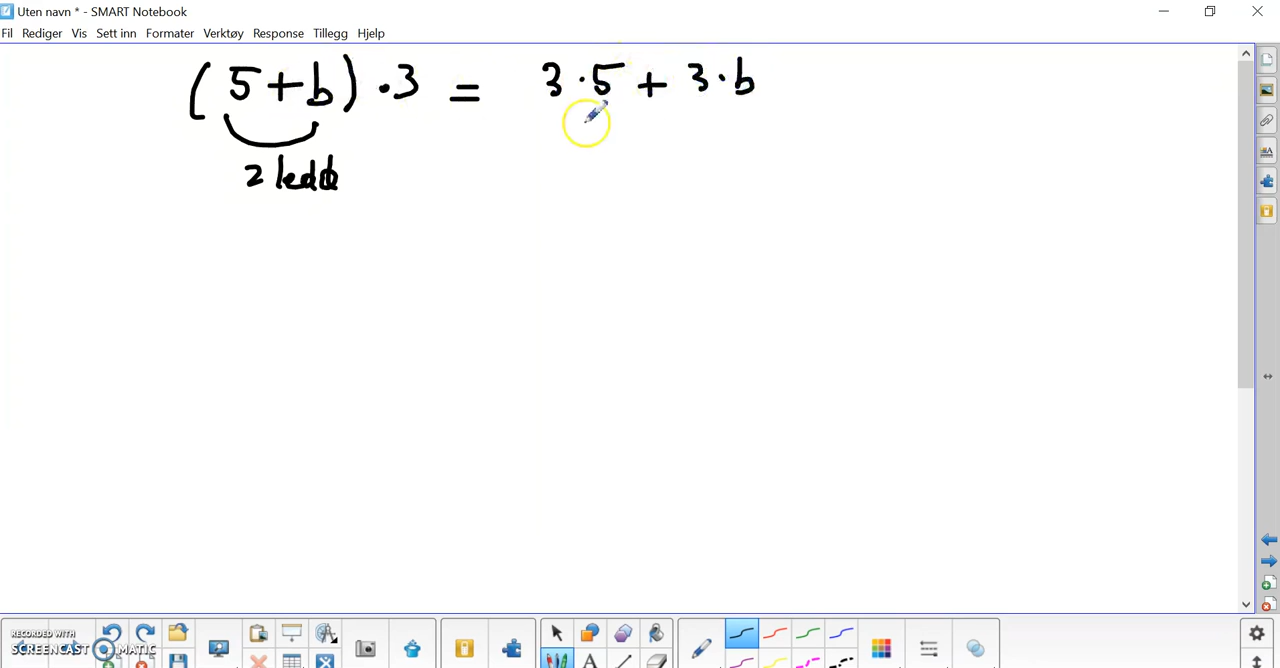 Uten navn * - SMART Notebook
Fil Rediger Vis Sett inn Formater Verktøy Response Tillegg Hjelp
(5+b)·3 = 3·5 + 3·b
2 ledd
RECORDED WITH
SCREENCAST MATIC
A